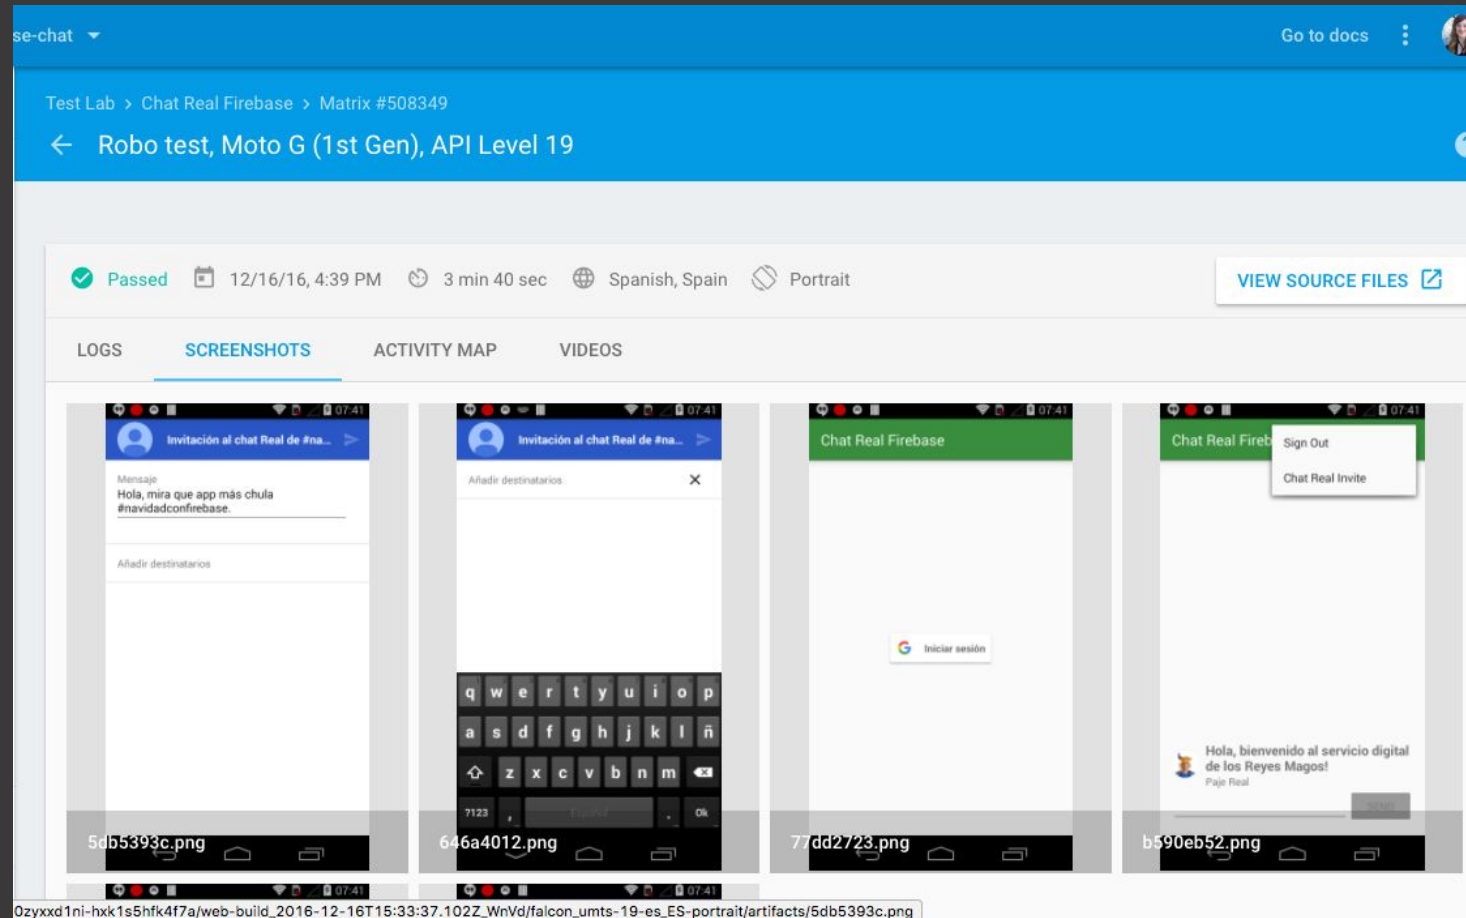 se-chat
Go to docs
Test Lab > Chat Real Firebase > Matrix #508349
Robo test, Moto G (1st Gen), API Level 19
Passed 12/16/16, 4:39 PM 3 min 40 sec Spanish, Spain Portrait
VIEW SOURCE FILES
LOGS SCREENSHOTS ACTIVITY MAP VIDEOS
07:41
Invitación al chat Real de #na...
Mensaje
Hola, mira que app más chula
#navidadconfirebase.
Añadir destinatarios
5db5393c.png
07:41
Invitación al chat Real de #na...
Añadir destinatarios
q w e r t y u i o p
a s d f g h j k l ñ
z x c v b n m
?123 , Español . Ok
646a4012.png
07:41
Chat Real Firebase
Iniciar sesión
77dd2723.png
07:41
Chat Real Fireb
Sign Out
Chat Real Invite
Hola, bienvenido al servicio digital
de los Reyes Magos!
Paje Real
SEND
b590eb52.png
07:41
07:41
0zyxxd1ni-hxk1s5hfk4f7a/web-build_2016-12-16T15:33:37.102Z_WnVd/falcon_umts-19-es_ES-portrait/artifacts/5db5393c.png